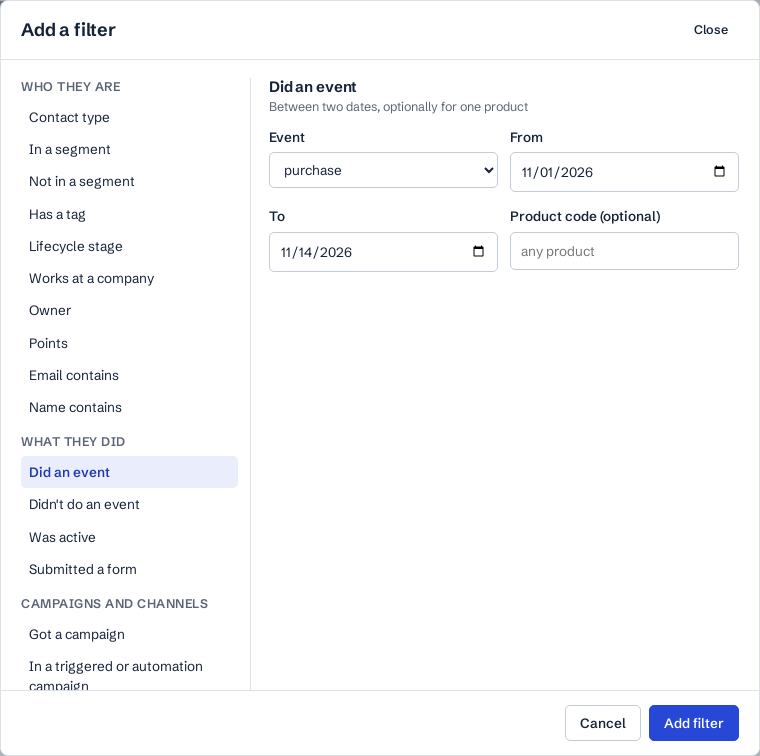 Add a filter
Close
WHO THEY ARE
Contact type
In a segment
Not in a segment
Has a tag
Lifecycle stage
Works at a company
Owner
Points
Email contains
Name contains
WHAT THEY DID
Did an event
Didn't do an event
Was active
Submitted a form
CAMPAIGNS AND CHANNELS
Got a campaign
In a triggered or automation
campaign
Did an event
Between two dates, optionally for one product
Event
From
purchase
11/01/2026
To
Product code (optional)
11/14/2026
any product
Cancel
Add filter